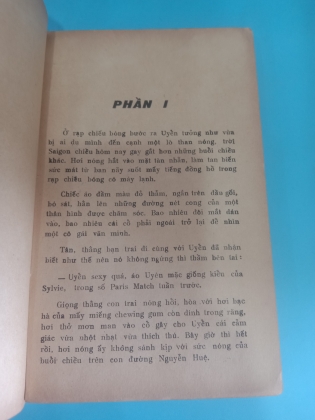 PHẦN I
Ở rạp chiếu bóng bước ra Uyên tưởng như vừa
bị ai dù mình đến cạnh một lò than nóng, trời
Saigon chiều hôm nay gay gắt hơn những buổi chiều
khác. Hơi nóng hắt vào mặt tàn nhẫn, làm tan biến
sức mát từ ban nãy suốt mấy tiếng đồng hồ trong
rạp chiếu bóng có máy lạnh.
Chiếc áo đầm màu đỏ thẫm, ngắn trên đầu gối,
bó sát, hằn lên những đường nét cong của một
thân hình được chăm sóc. Bao nhiêu đôi mắt dán
vào, bao nhiêu cái cổ phải ngoái trở lại để nhìn
một cô gái văn minh.
Tân, thằng bạn trai đi cùng với Uyên đã nhận
biết như thế nên nó không ngừng thì thầm bên tai:
— Uyên sexy quá, áo Uyên mặc giống kiểu của
Sylvie, trong số Paris Match tuần trước.
Giọng thằng con trai nóng hổi, hòa với hơi bạc
hà của mấy miếng chewing gum còn dính trong răng,
hơi thở mơn man vào cổ gây cho Uyên cái cảm
giác vừa nhột nhạt vừa thích thú. Bây giờ thì hết
rồi, hơi nóng ấy không sánh kịp với sức nóng của
buổi chiều trên con đường Nguyễn Huệ.